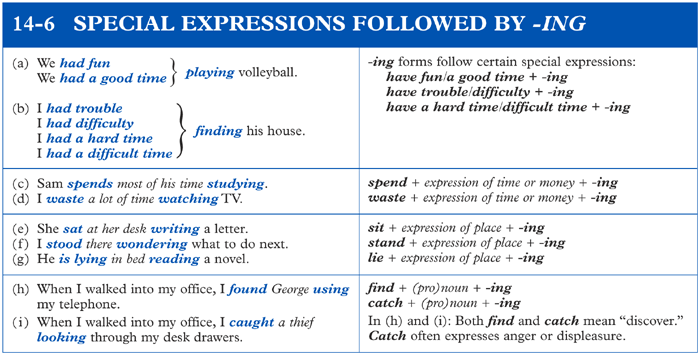 14-6 SPECIAL EXPRESSIONS FOLLOWED BY -ING
(a) We had fun
We had a good time
playing volleyball.
-ing forms follow certain special expressions:
have fun/a good time + -ing
have trouble/difficulty + -ing
have a hard time/difficult time + -ing
(b) I had trouble
I had difficulty
I had a hard time
I had a difficult time
finding his house.
(c) Sam spends most of his time studying.
(d) I waste a lot of time watching TV.
spend + expression of time or money + -ing
waste + expression of time or money + -ing
(e) She sat at her desk writing a letter.
(f) I stood there wondering what to do next.
(g) He is lying in bed reading a novel.
sit + expression of place + -ing
stand + expression of place + -ing
lie + expression of place + -ing
(h) When I walked into my office, I found George using
my telephone.
(i) When I walked into my office, I caught a thief
looking through my desk drawers.
find + (pro)noun + -ing
catch + (pro)noun + -ing
In (h) and (i): Both find and catch mean “discover.”
Catch often expresses anger or displeasure.